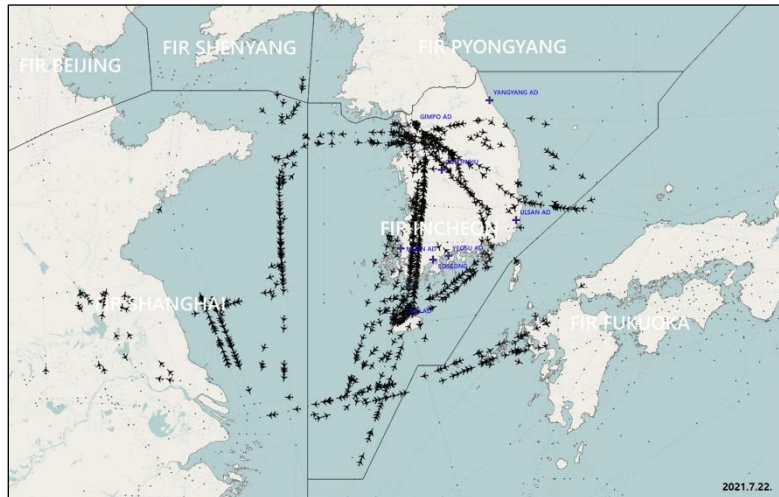 FIR SHENYANG
FIR PYONGYANG
FIR BEIJING
YANGYANG AD
GIMPO AD
ULSAN AD
FIR INCHEON
YEOSU AD
BOSEONG
FIR SHANGHAI
FIR FUKUOKA
2021.7.22.